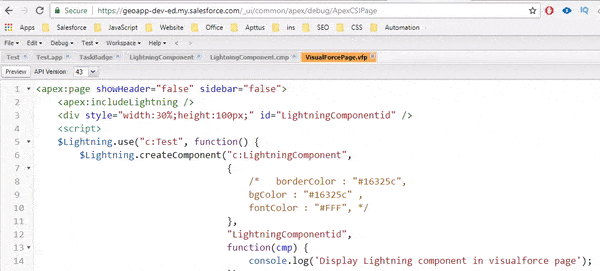 Secure https://geoapp-dev-ed.my.salesforce.com/_ui/common/apex/debug/ApexCSIPage
Apps Salesforce JavaScript Website Office Apttus ins SEO CSS Automation
File Edit Debug Test Workspace Help < >
Test Test.app TaskBadge LightningComponent LightningComponent.cmp VisualForcePage.vfp
Preview API Version: 43
1 <apex:page showHeader="false" sidebar="false">
2 <apex:includeLightning />
3 <div style="width:30%;height:100px;" id="LightningComponentid" />
4 <script>
5 $Lightning.use("c:Test", function() {
6 $Lightning.createComponent("c:LightningComponent",
7 {
8 /* borderColor : "#16325c",
9 bgColor : "#16325c" ,
10 fontColor : "#FFF", */
11 },
12 "LightningComponentid",
13 function(cmp) {
14 console.log('Display Lightning component in visualforce page');